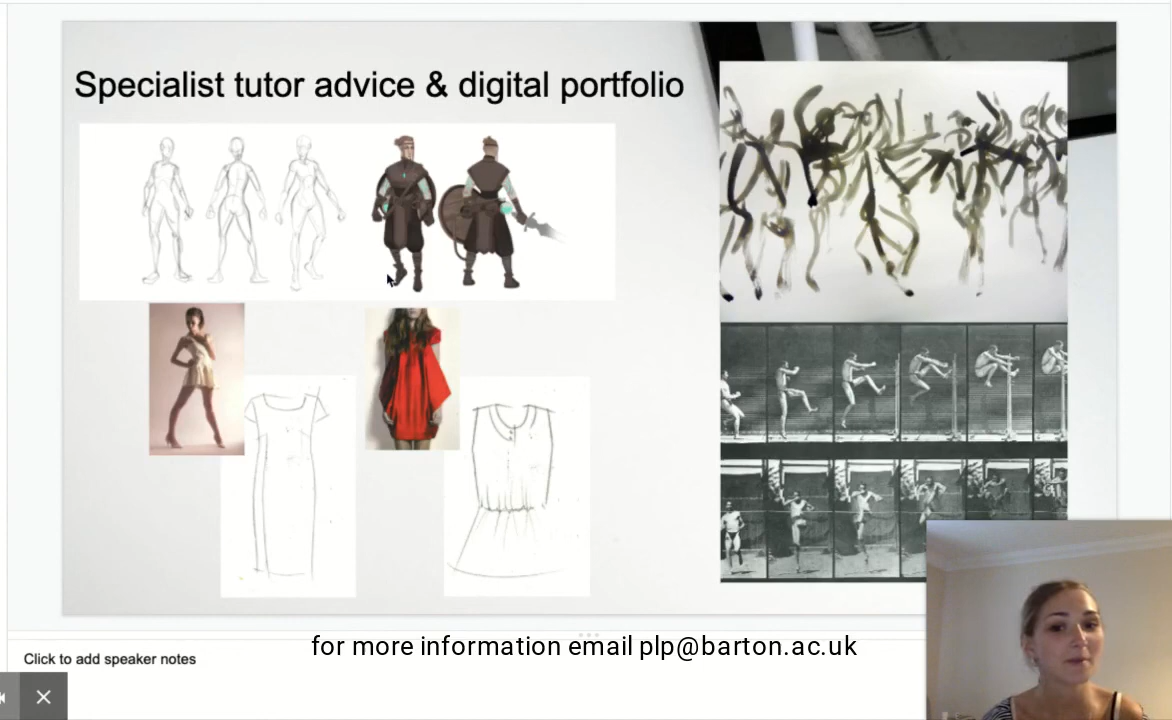 Specialist tutor advice & digital portfolio
for more information email plp@barton.ac.uk
Click to add speaker notes